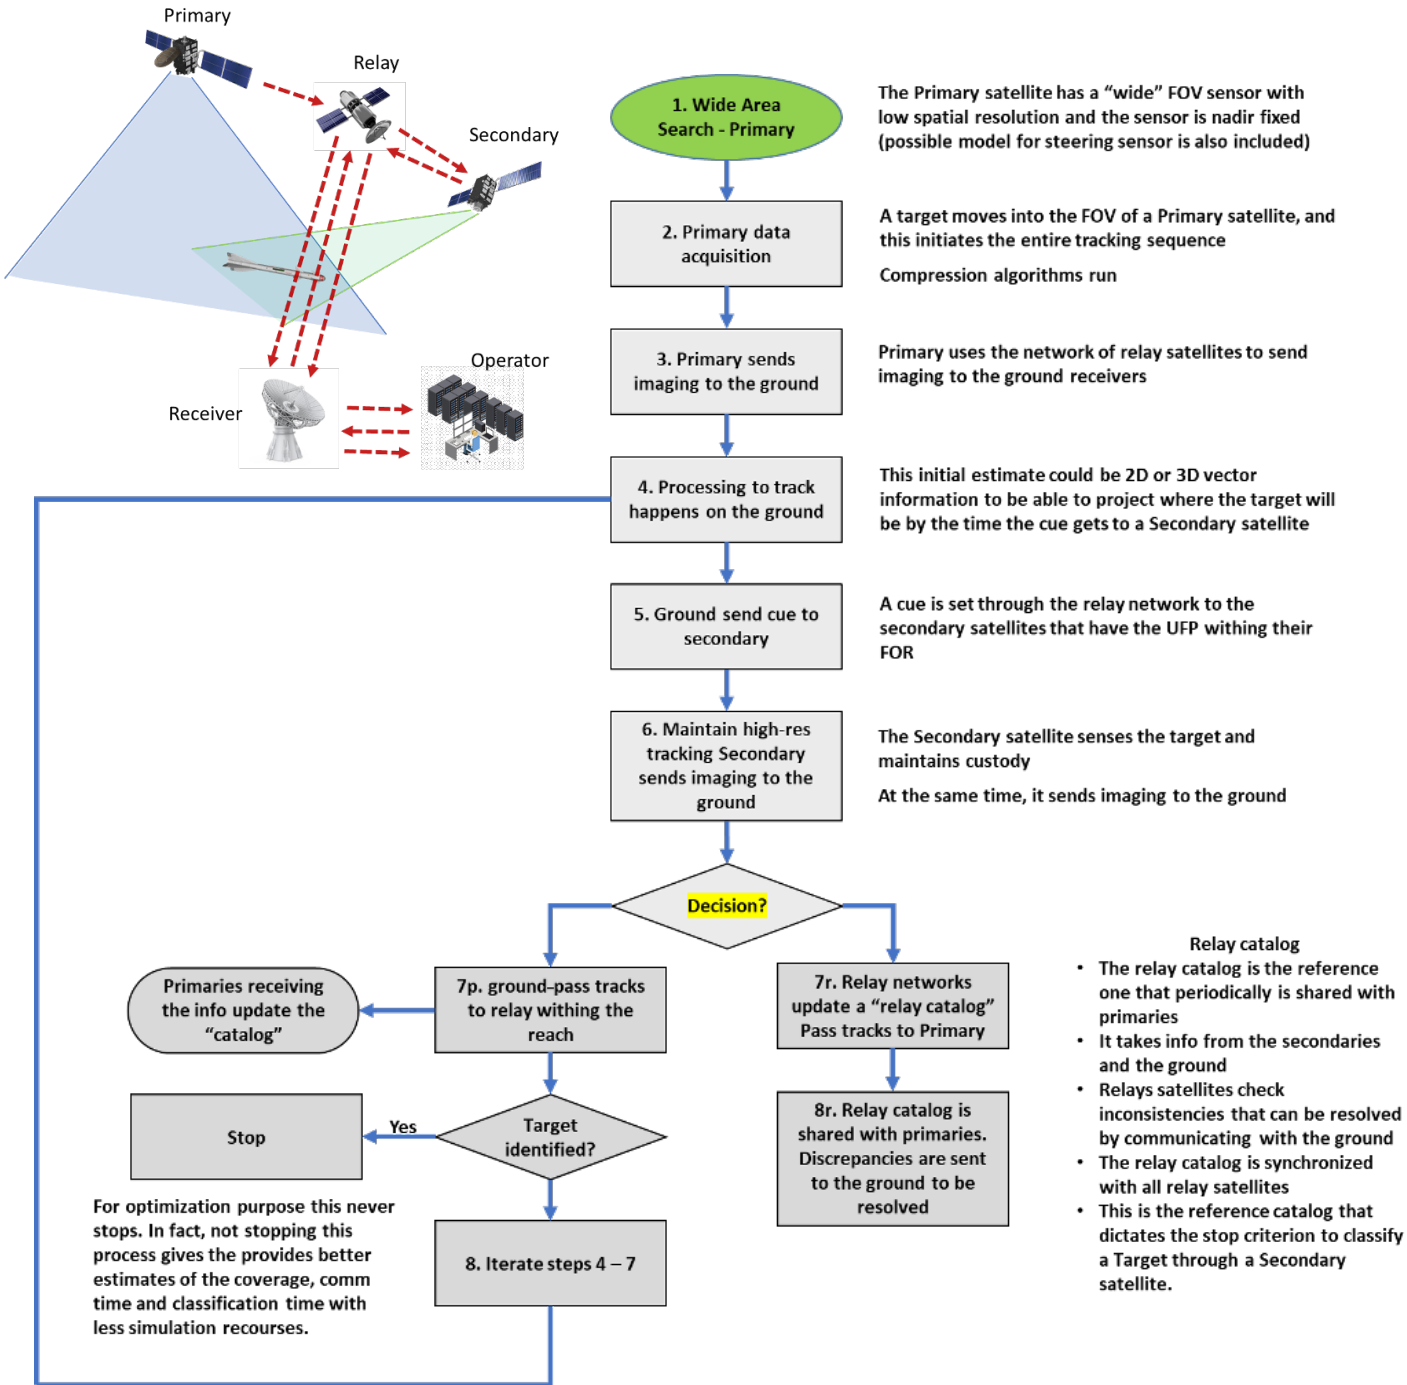 Primary
Relay
Secondary
Receiver
Operator
1. Wide Area
Search - Primary
The Primary satellite has a “wide” FOV sensor with
low spatial resolution and the sensor is nadir fixed
(possible model for steering sensor is also included)
2. Primary data
acquisition
A target moves into the FOV of a Primary satellite, and
this initiates the entire tracking sequence
Compression algorithms run
3. Primary sends
imaging to the ground
Primary uses the network of relay satellites to send
imaging to the ground receivers
4. Processing to track
happens on the ground
This initial estimate could be 2D or 3D vector
information to be able to project where the target will
be by the time the cue gets to a Secondary satellite
5. Ground send cue to
secondary
A cue is set through the relay network to the
secondary satellites that have the UFP withing their
FOR
6. Maintain high-res
tracking Secondary
sends imaging to the
ground
The Secondary satellite senses the target and
maintains custody
At the same time, it sends imaging to the ground
Decision?
Primaries receiving
the info update the
“catalog”
7p. ground-pass tracks
to relay withing the
reach
7r. Relay networks
update a “relay catalog”
Pass tracks to Primary
Stop
Yes
Target
identified?
8r. Relay catalog is
shared with primaries.
Discrepancies are sent
to the ground to be
resolved
For optimization purpose this never
stops. In fact, not stopping this
process gives the provides better
estimates of the coverage, comm
time and classification time with
less simulation recourses.
8. Iterate steps 4 – 7
Relay catalog
• The relay catalog is the reference
one that periodically is shared with
primaries
• It takes info from the secondaries
and the ground
• Relays satellites check
inconsistencies that can be resolved
by communicating with the ground
• The relay catalog is synchronized
with all relay satellites
• This is the reference catalog that
dictates the stop criterion to classify
a Target through a Secondary
satellite.